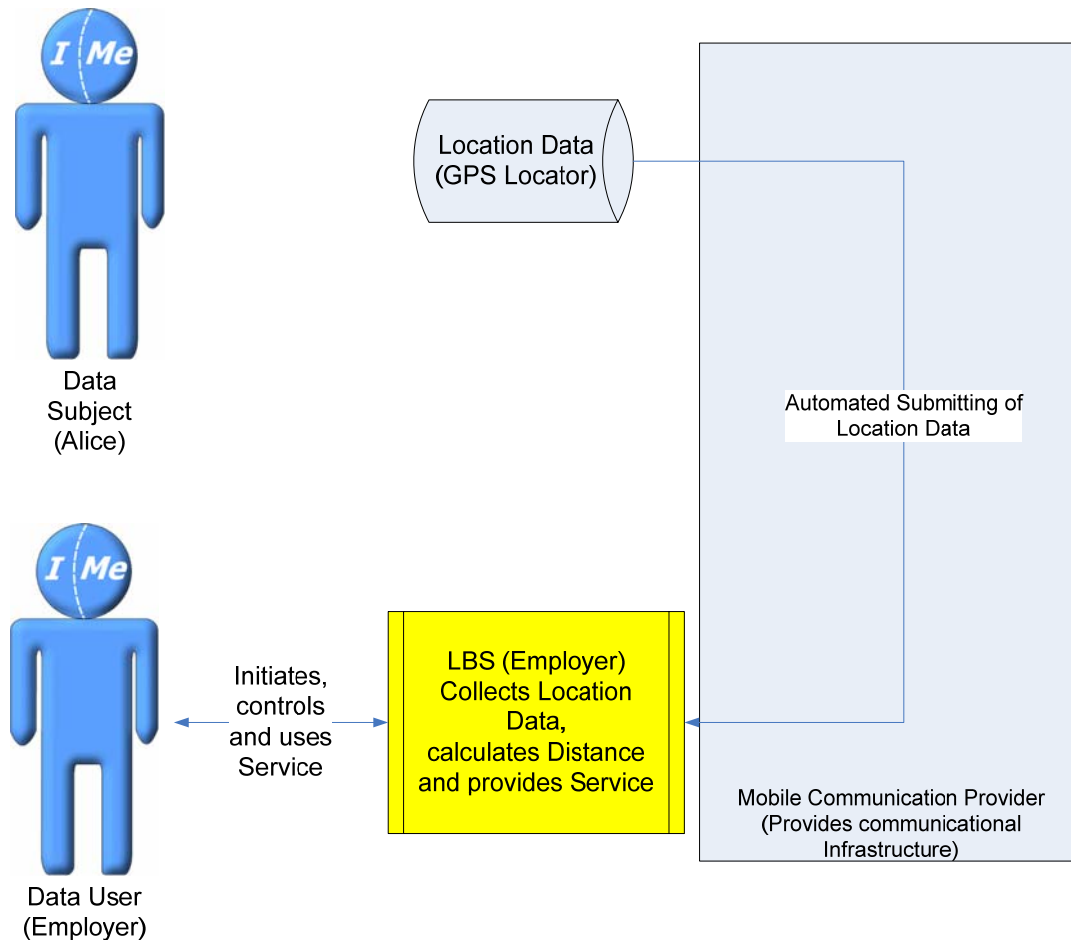 I Me
Data
Subject
(Alice)
Location Data
(GPS Locator)
Automated Submitting of
Location Data
I Me
Data User
(Employer)
Initiates,
controls
and uses
Service
LBS (Employer)
Collects Location
Data,
calculates Distance
and provides Service
Mobile Communication Provider
(Provides communicational
Infrastructure)